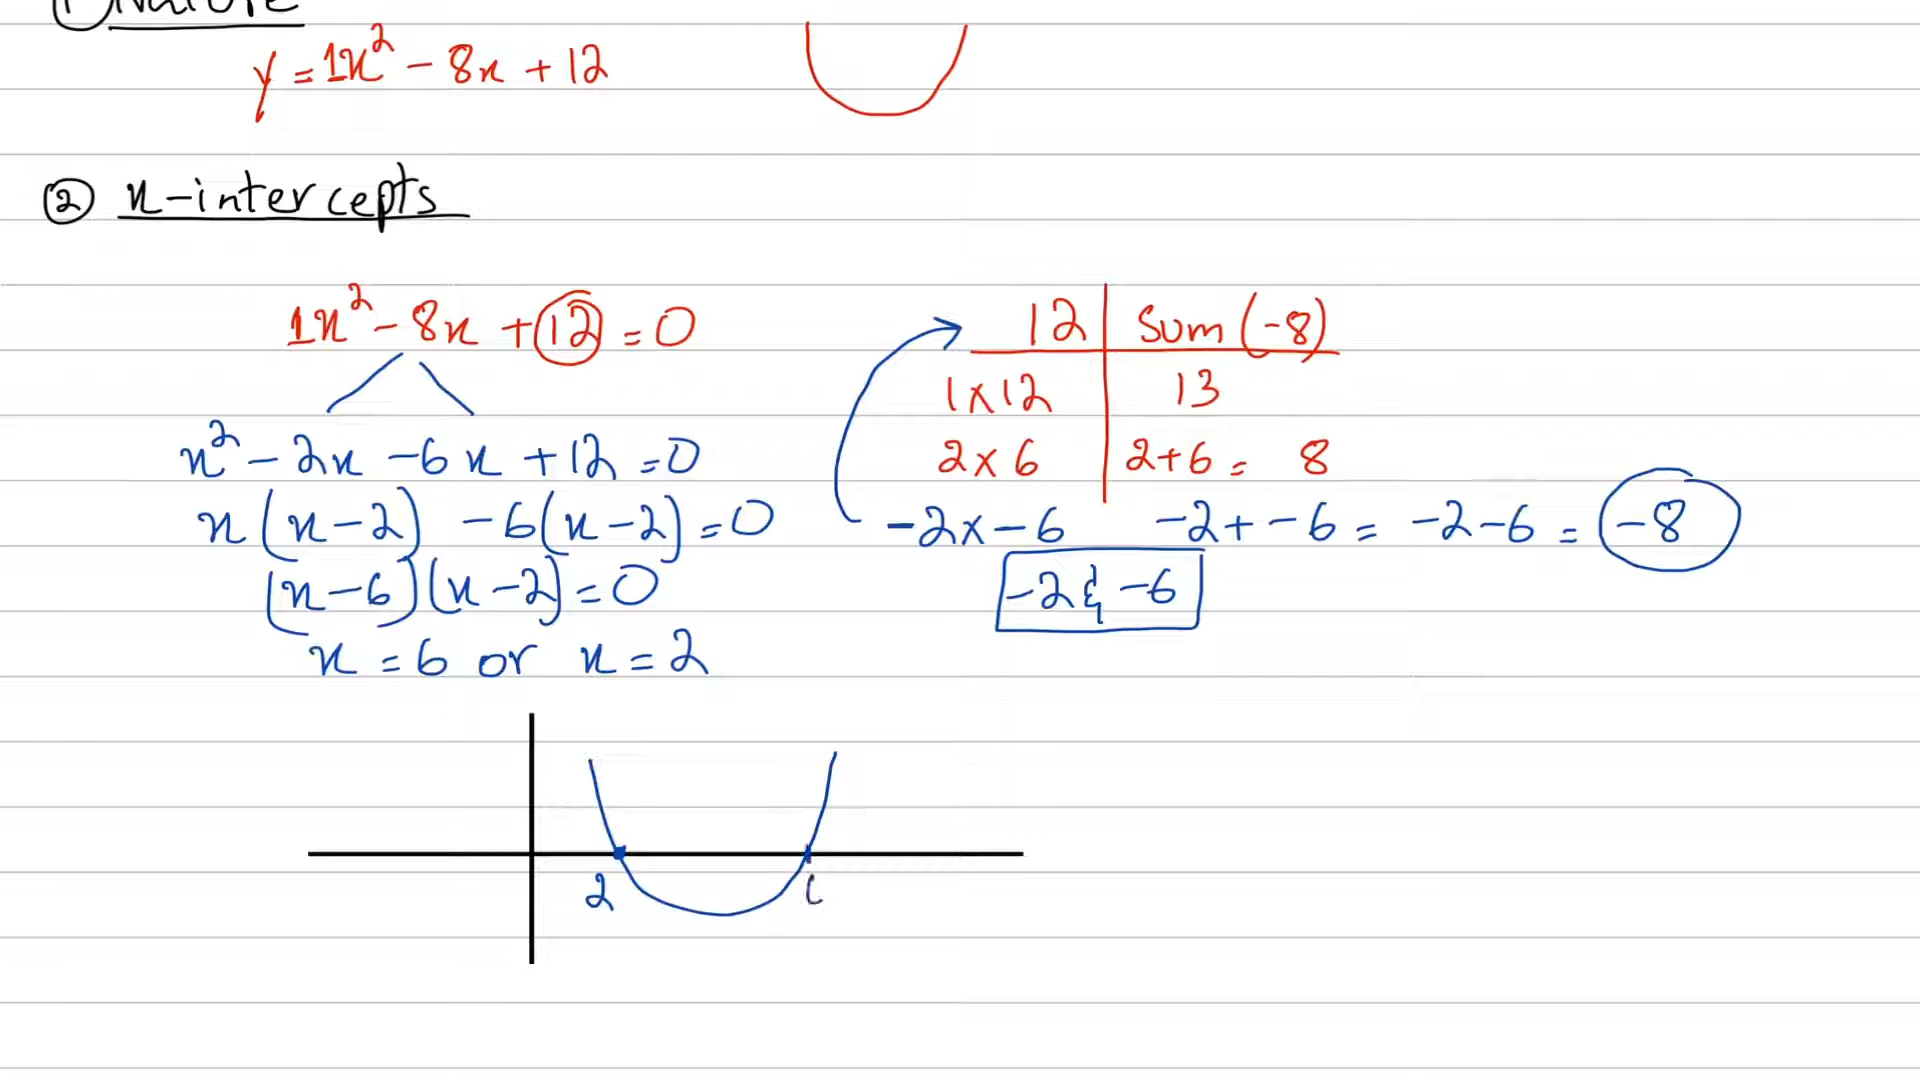 ① Nature
y = 1x² - 8x + 12
② x-intercepts
1x² - 8x + 12 = 0
x² - 2x - 6x + 12 = 0
x(x-2) -6(x-2) = 0
(x-6)(x-2) = 0
x = 6 or x = 2
12 | Sum (-8)
1x12 | 13
2x6 | 2+6 = 8
-2x-6 -2+-6 = -2-6 = -8
-2 & -6
2